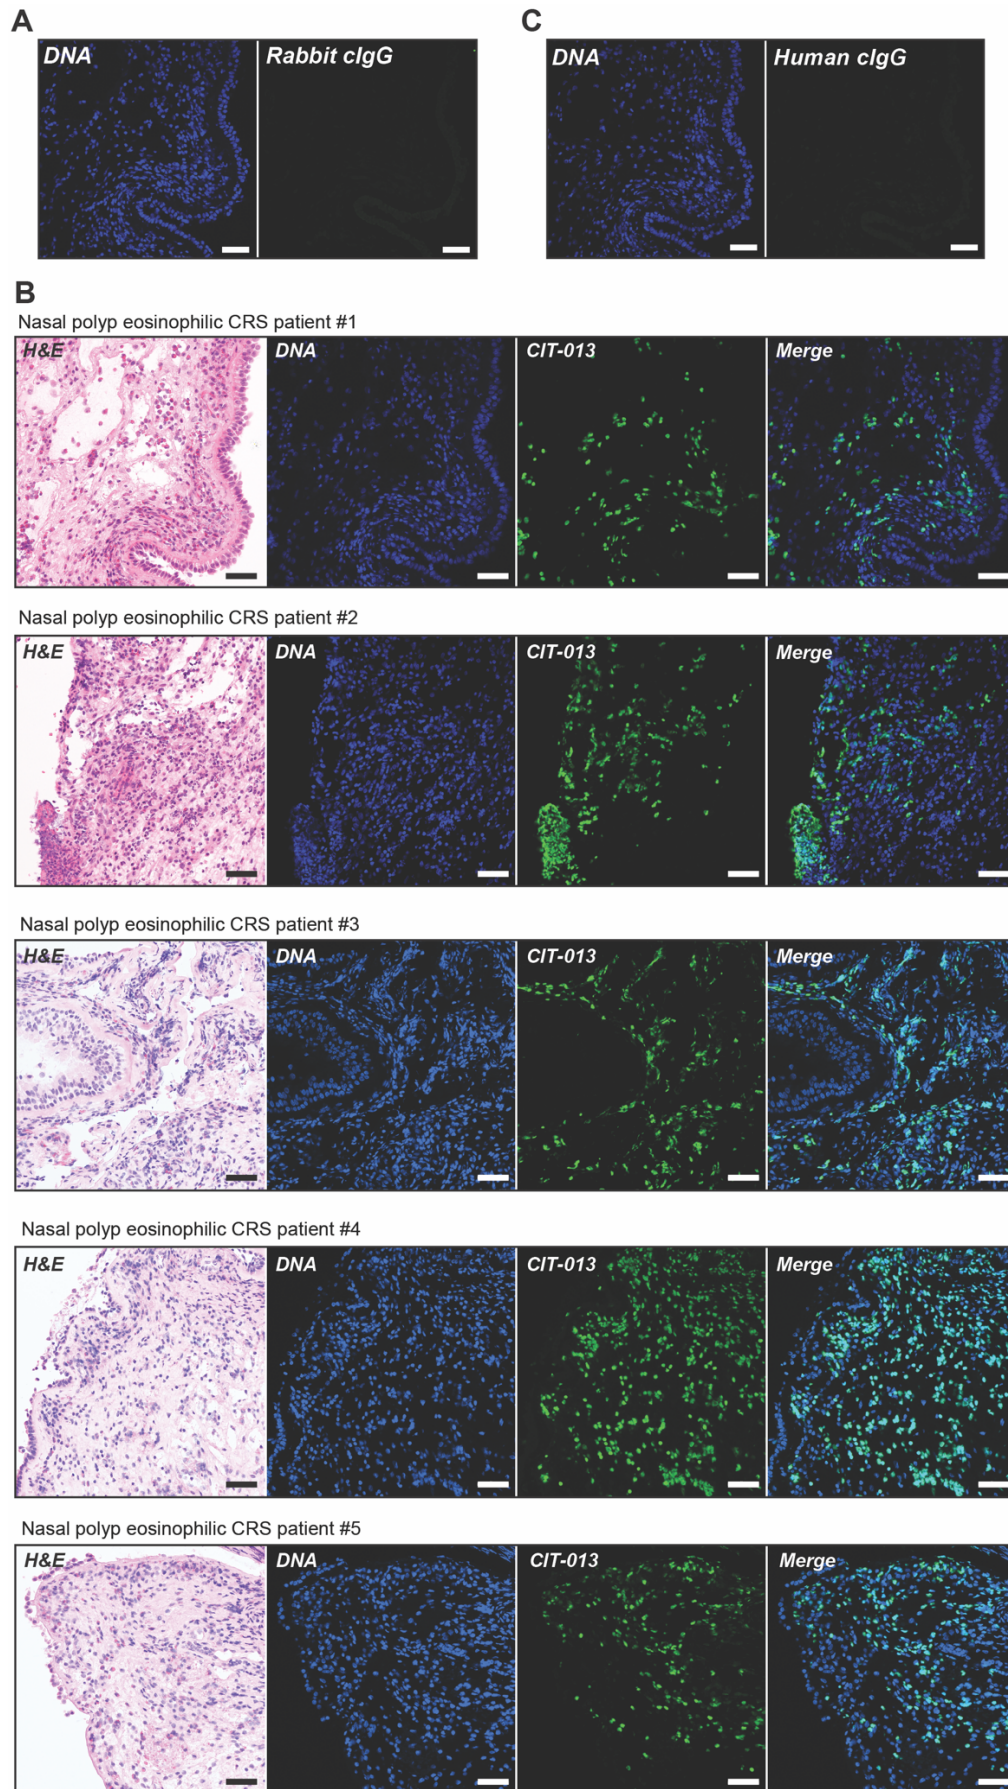 A
C
DNA
Rabbit cIgG
DNA
Human cIgG
B
Nasal polyp eosinophilic CRS patient #1
H&E
DNA
CIT-013
Merge
Nasal polyp eosinophilic CRS patient #2
H&E
DNA
CIT-013
Merge
Nasal polyp eosinophilic CRS patient #3
H&E
DNA
CIT-013
Merge
Nasal polyp eosinophilic CRS patient #4
H&E
DNA
CIT-013
Merge
Nasal polyp eosinophilic CRS patient #5
H&E
DNA
CIT-013
Merge